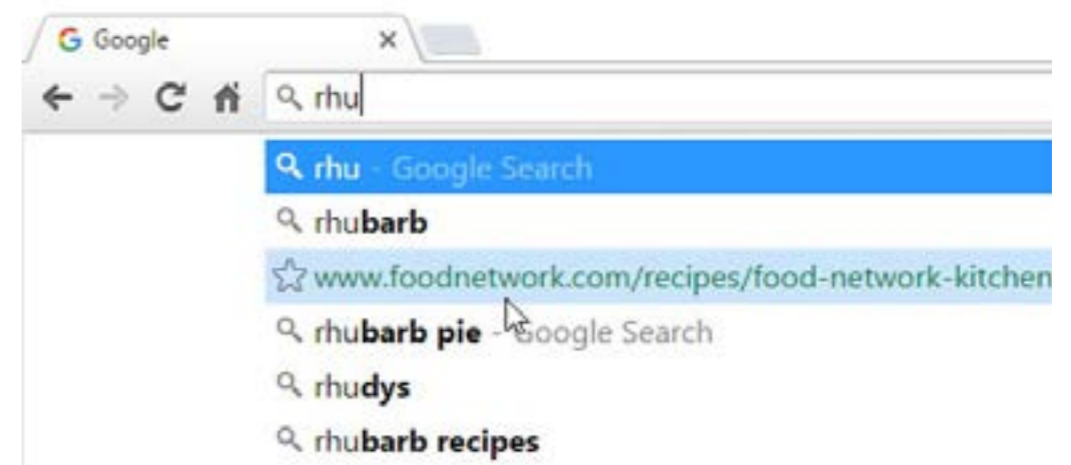 Google
rhu
rhu - Google Search
rhubarb
www.foodnetwork.com/recipes/food-network-kitchen
rhubarb pie - Google Search
rhudys
rhubarb recipes